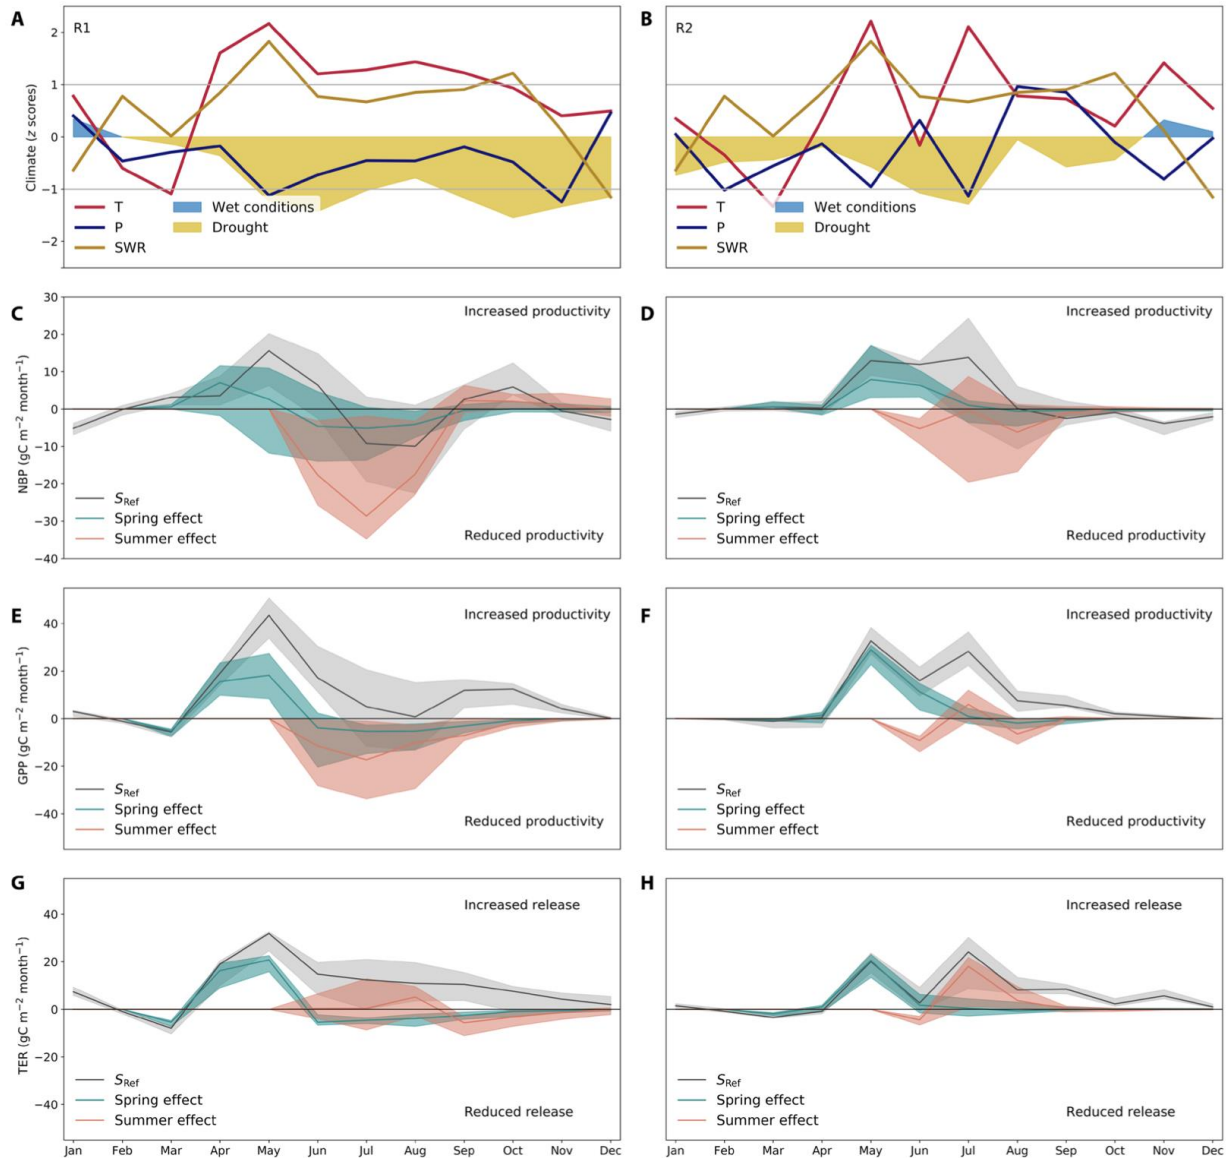 A
R1
2
1
0
−1
−2
Climate (z scores)
T
P
SWR
Wet conditions
Drought
B
R2
T
P
SWR
Wet conditions
Drought
C
30
20
10
0
−10
−20
−30
−40
NBP (gC m−2 month−1)
Increased productivity
SRef
Spring effect
Summer effect
Reduced productivity
D
Increased productivity
SRef
Spring effect
Summer effect
Reduced productivity
E
40
20
0
−20
−40
GPP (gC m−2 month−1)
Increased productivity
SRef
Spring effect
Summer effect
Reduced productivity
F
Increased productivity
SRef
Spring effect
Summer effect
Reduced productivity
G
40
20
0
−20
−40
TER (gC m−2 month−1)
Increased release
SRef
Spring effect
Summer effect
Reduced release
Jan Feb Mar Apr May Jun Jul Aug Sep Oct Nov Dec
H
Increased release
SRef
Spring effect
Summer effect
Reduced release
Jan Feb Mar Apr May Jun Jul Aug Sep Oct Nov Dec